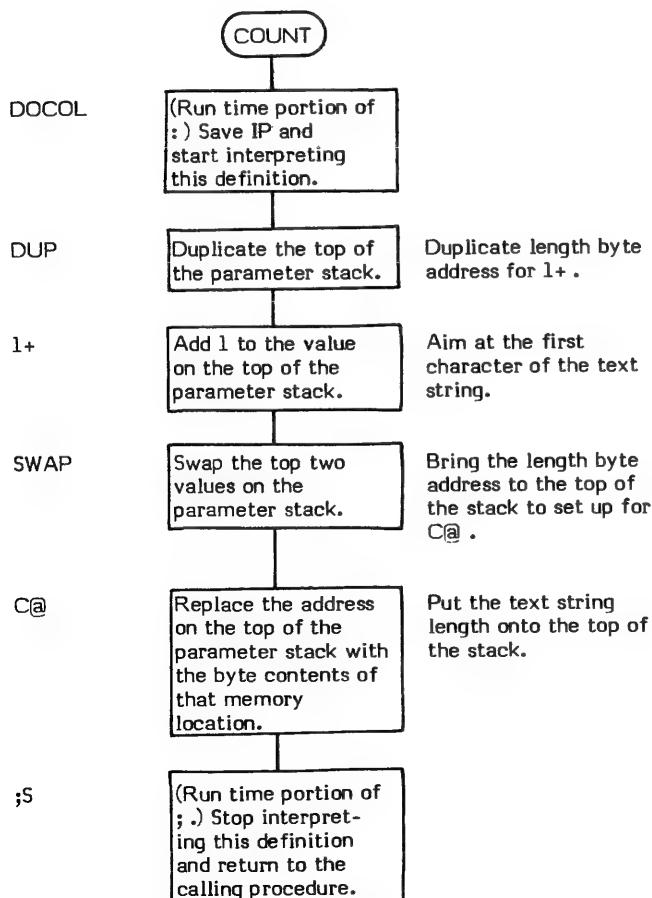 COUNT
DOCOL
(Run time portion of
: ) Save IP and
start interpreting
this definition.
DUP
Duplicate the top of
the parameter stack.
Duplicate length byte
address for 1+ .
1+
Add 1 to the value
on the top of the
parameter stack.
Aim at the first
character of the text
string.
SWAP
Swap the top two
values on the
parameter stack.
Bring the length byte
address to the top of
the stack to set up for
C@ .
C@
Replace the address
on the top of the
parameter stack with
the byte contents of
that memory
location.
Put the text string
length onto the top of
the stack.
;S
(Run time portion of
; .) Stop interpret-
ing this definition
and return to the
calling procedure.